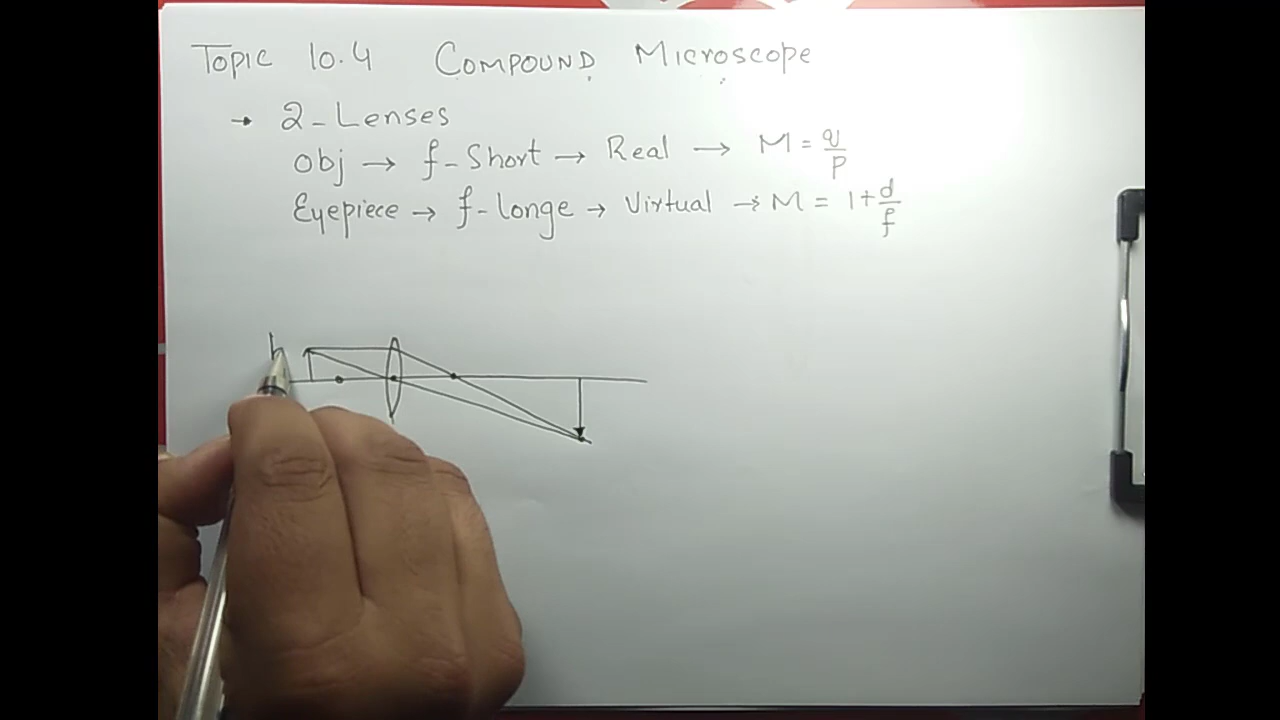 Topic 10.4 Compound Microscope
→ 2-Lenses
Obj → f-Short → Real → M = q/p
Eyepiece → f-longe → Virtual → M = 1+d/f
h